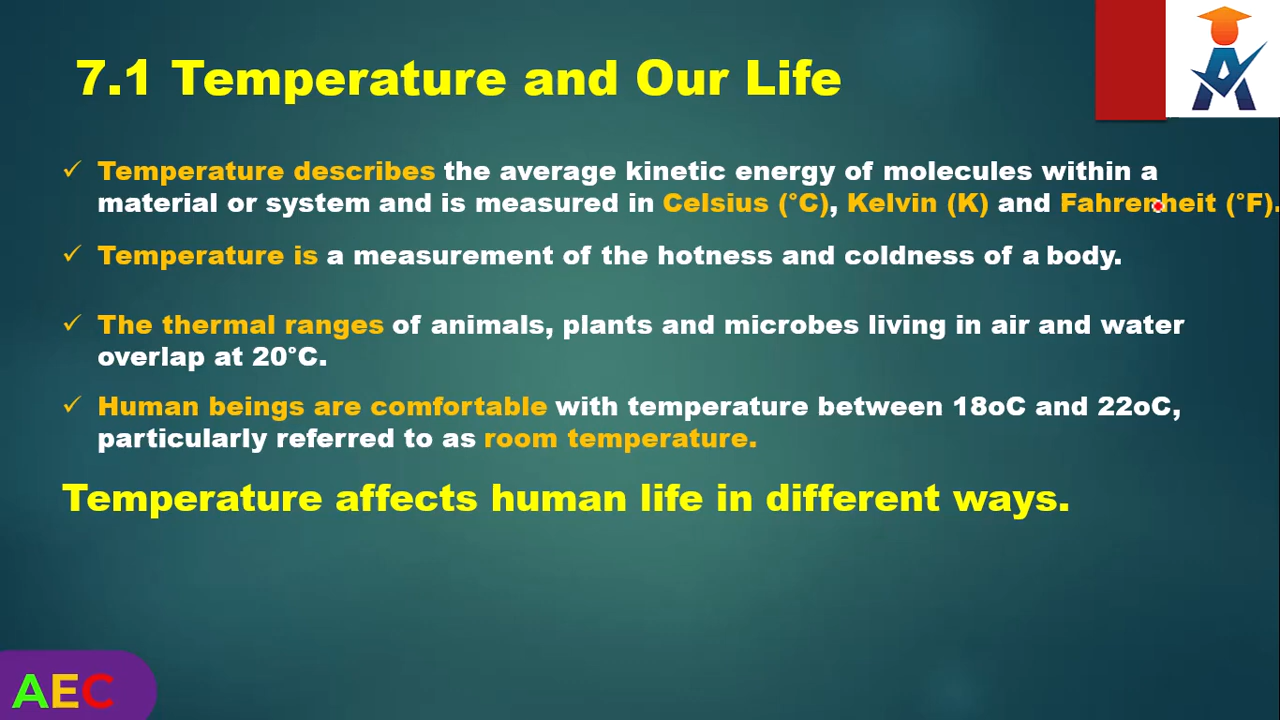 7.1 Temperature and Our Life
✓ Temperature describes the average kinetic energy of molecules within a
material or system and is measured in Celsius (°C), Kelvin (K) and Fahrenheit (°F).
✓ Temperature is a measurement of the hotness and coldness of a body.
✓ The thermal ranges of animals, plants and microbes living in air and water
overlap at 20°C.
✓ Human beings are comfortable with temperature between 18oC and 22oC,
particularly referred to as room temperature.
Temperature affects human life in different ways.
AEC